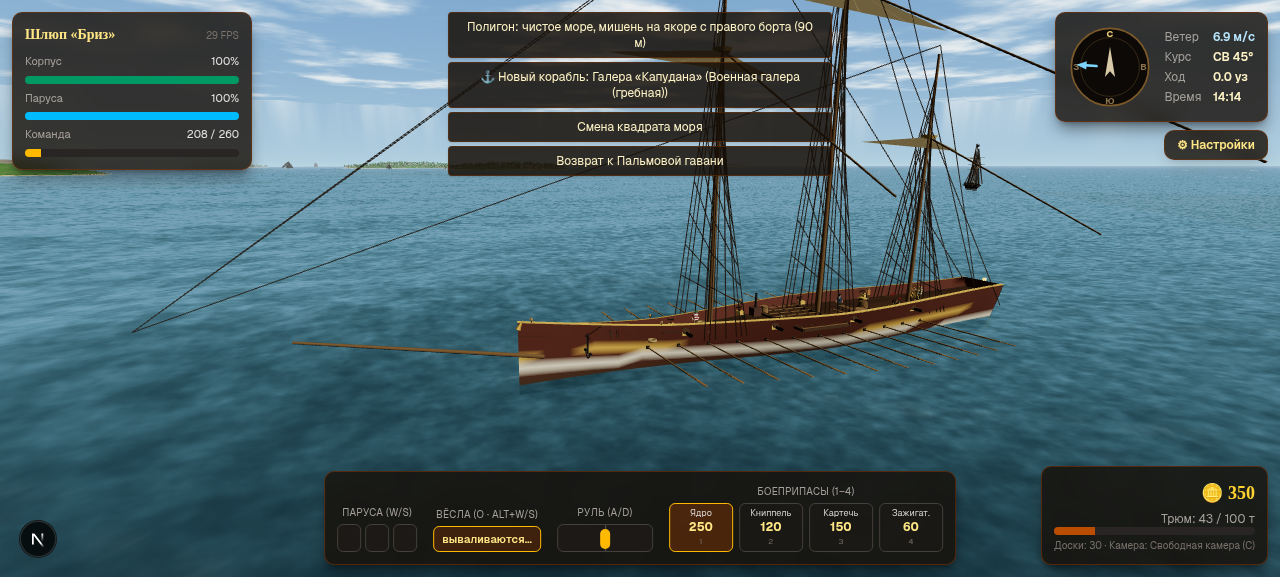 Шлюп «Бриз»
29 FPS
Корпус
100%
Паруса
100%
Команда
208 / 260
Полигон: чистое море, мишень на якоре с правого борта (90
м)
⚓ Новый корабль: Галера «Капудана» (Военная галера
(гребная))
Смена квадрата моря
Возврат к Пальмовой гавани
С
З
В
Ю
Ветер 6.9 м/с
Курс СВ 45°
Ход 0.0 уз
Время 14:14
⚙ Настройки
N
ПАРУСА (W/S)
ВЁСЛА (O · ALT+W/S)
вываливаются…
РУЛЬ (A/D)
БОЕПРИПАСЫ (1–4)
Ядро
250
1
Книппель
120
2
Картечь
150
3
Зажигат.
60
4
350
Трюм: 43 / 100 т
Доски: 30 · Камера: Свободная камера (C)